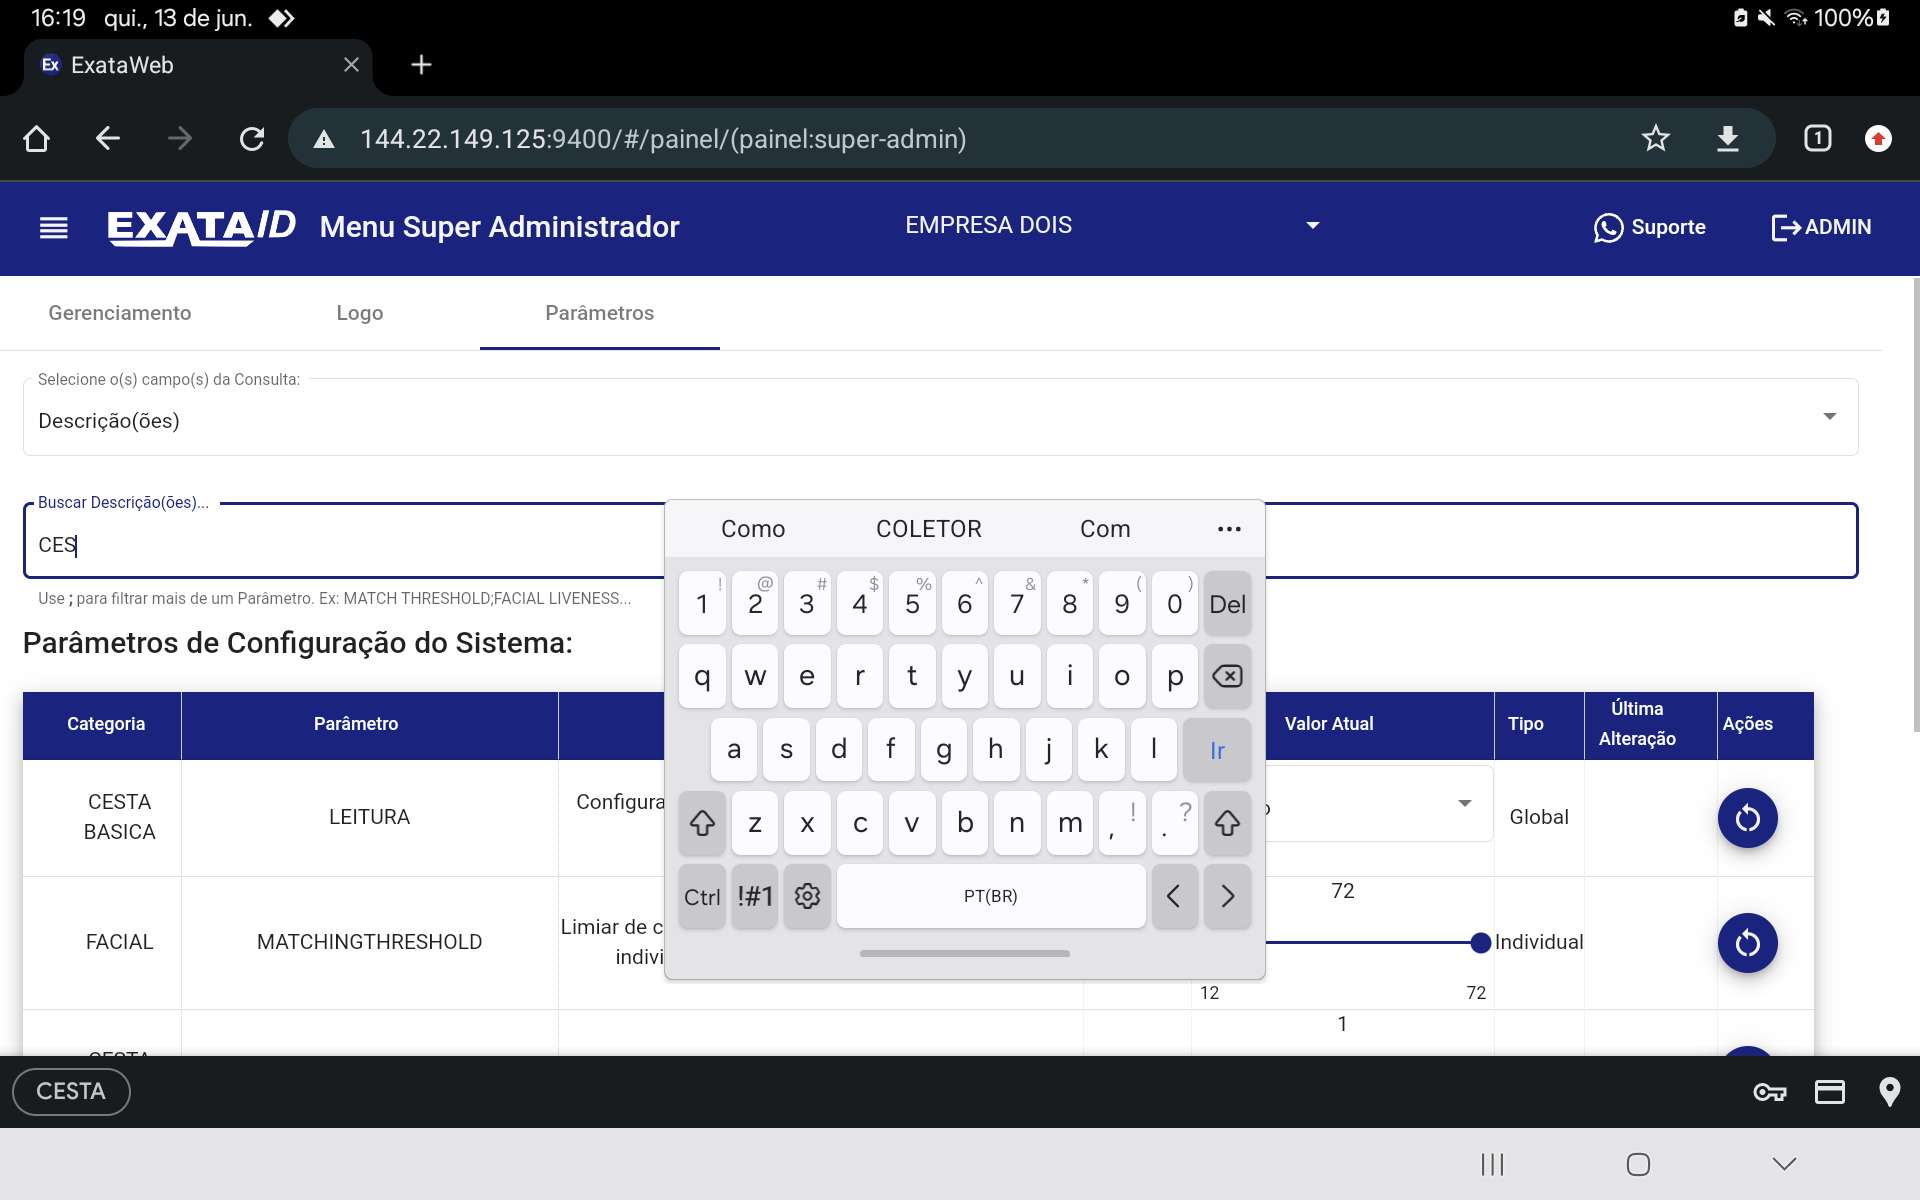 16:19 qui., 13 de jun. 100%
Ex ExataWeb
144.22.149.125:9400/#/painel/(painel:super-admin) 1
EXATA/ID Menu Super Administrador EMPRESA DOIS Suporte ADMIN
Gerenciamento Logo Parâmetros
Selecione o(s) campo(s) da Consulta:
Descrição(ões)
Buscar Descrição(ões)...
CES
Use ; para filtrar mais de um Parâmetro. Ex: MATCH THRESHOLD;FACIAL LIVENESS...
Parâmetros de Configuração do Sistema:
Categoria Parâmetro Valor Atual Tipo Última Alteração Ações
CESTA BASICA LEITURA Configura Global
72
FACIAL MATCHINGTHRESHOLD Limiar de c indivi Individual
12 72
1
CESTA
Como COLETOR Com ...
! @ # $ % ^ & * ( )
1 2 3 4 5 6 7 8 9 0 Del
q w e r t y u i o p
a s d f g h j k l Ir
z x c v b n m , ! . ?
Ctrl !#1 PT(BR) < >
CESTA